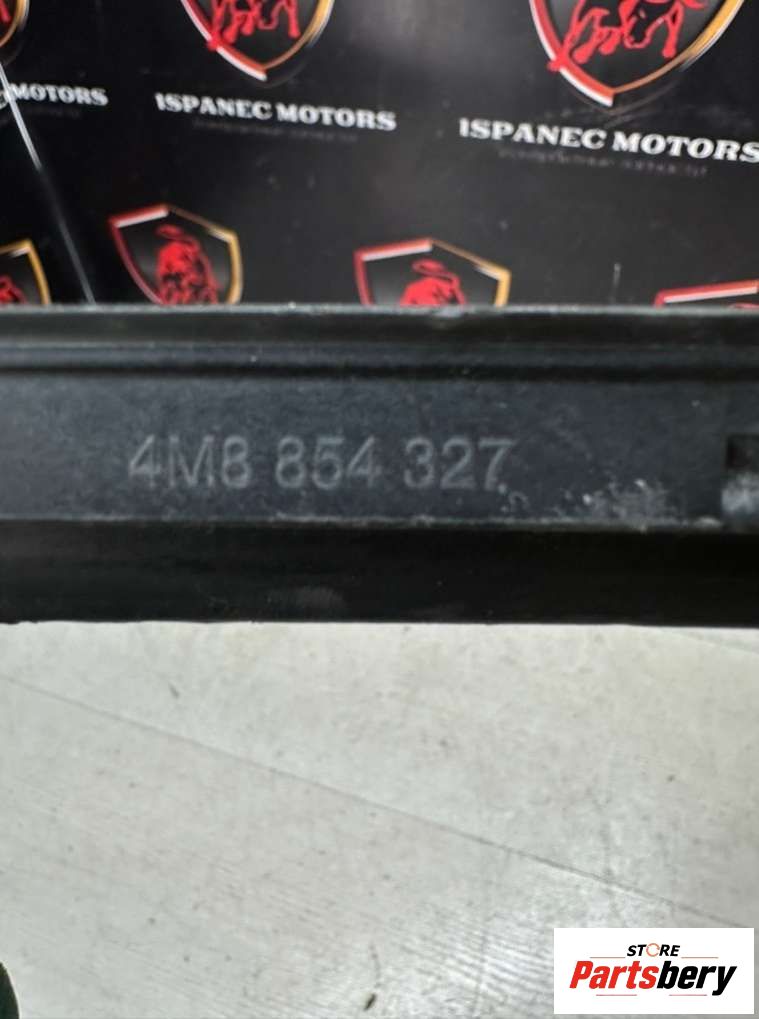 MOTORS
ISPANEC MOTORS
ISPANEC MOTORS
4M8 854 327
STORE
Partsbery